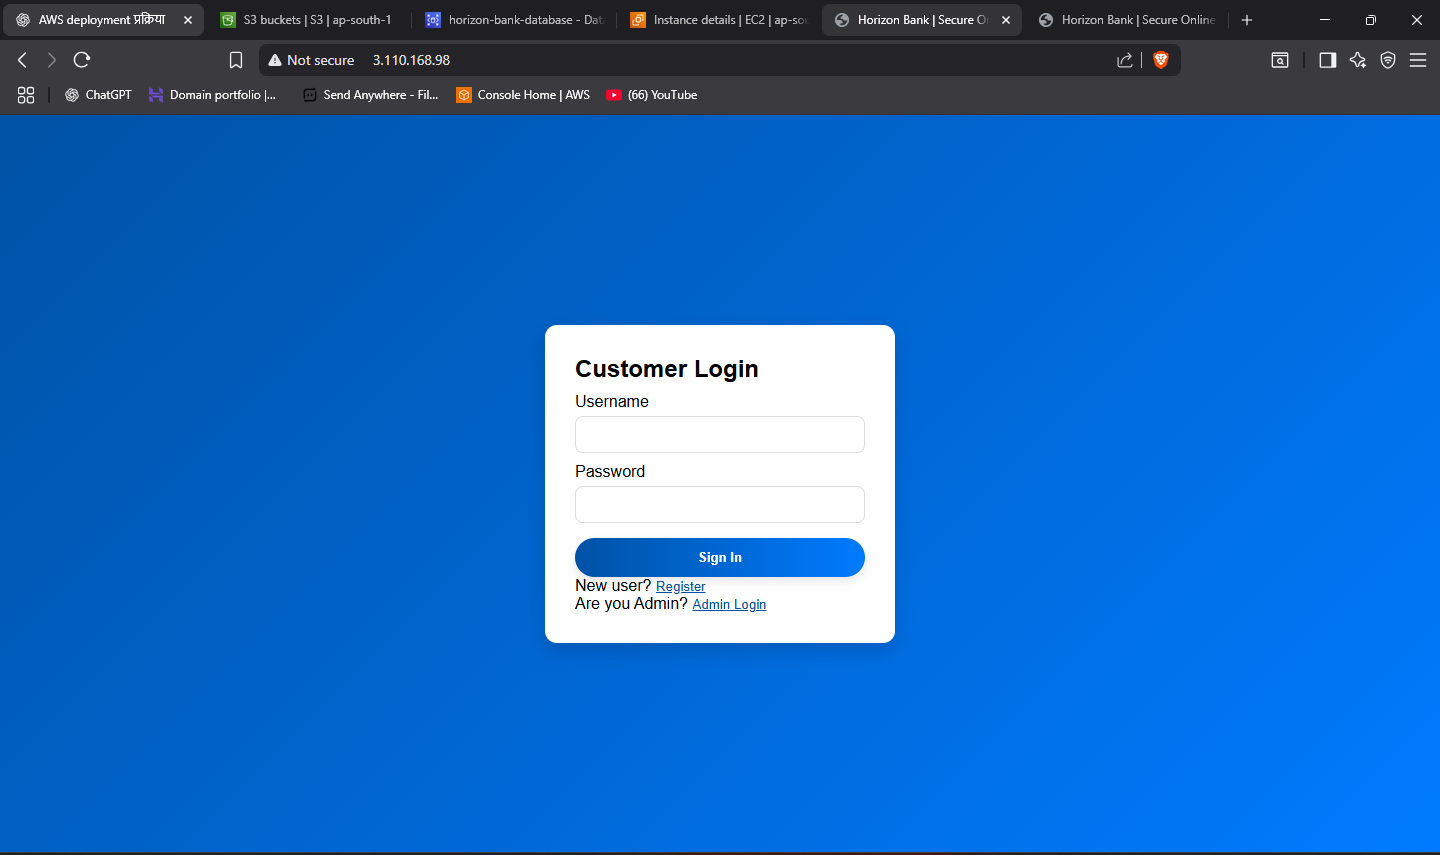 AWS deployment प्रक्रिया
S3 buckets | S3 | ap-south-1
horizon-bank-database - Data
Instance details | EC2 | ap-sou
Horizon Bank | Secure O
Horizon Bank | Secure Online
Not secure 3.110.168.98
ChatGPT
Domain portfolio |...
Send Anywhere - Fil...
Console Home | AWS
(66) YouTube
Customer Login
Username
Password
Sign In
New user? Register
Are you Admin? Admin Login